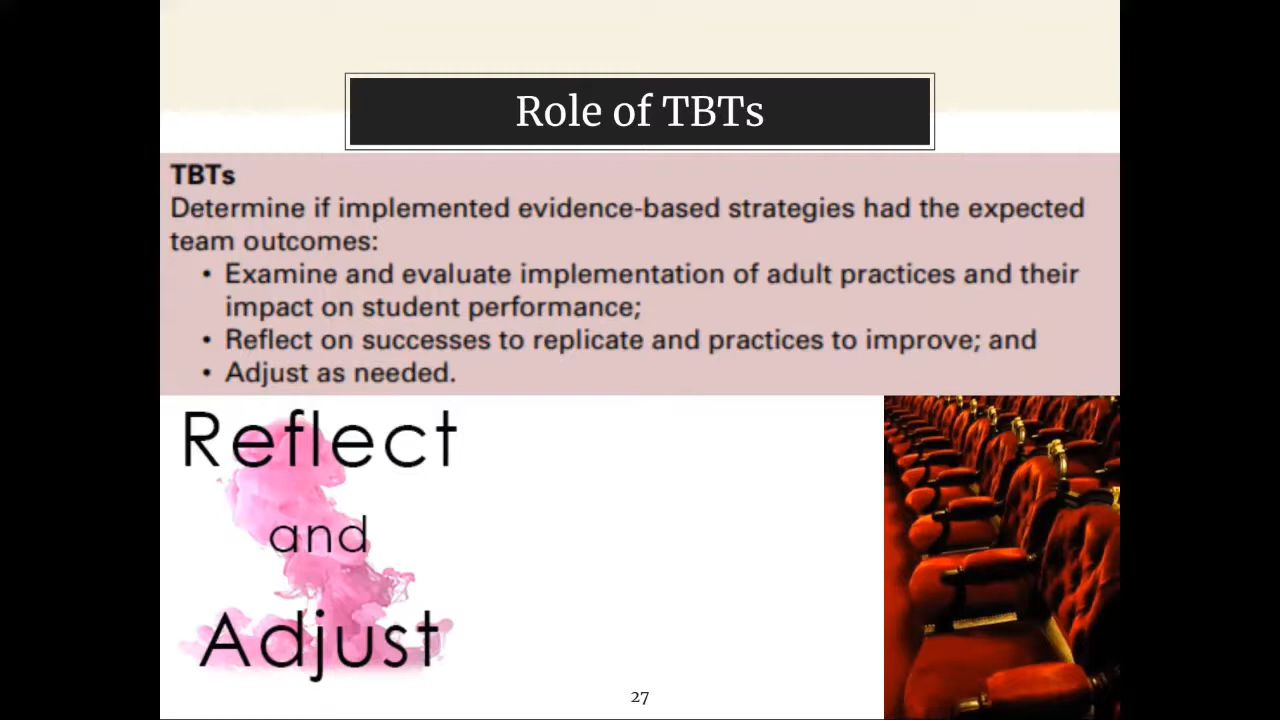 Role of TBTs
TBTs
Determine if implemented evidence-based strategies had the expected
team outcomes:
• Examine and evaluate implementation of adult practices and their
impact on student performance;
• Reflect on successes to replicate and practices to improve; and
• Adjust as needed.
Reflect
and
Adjust
27